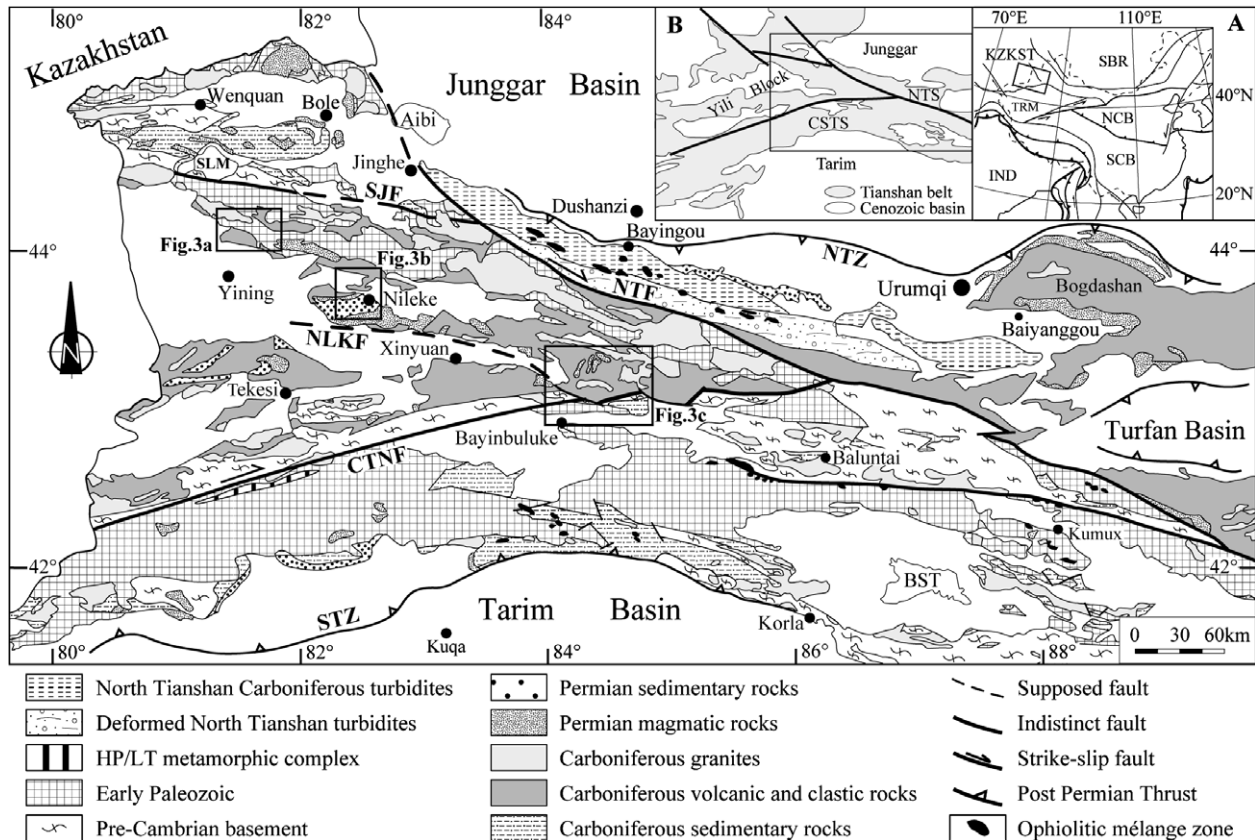 80°
82°
84°
Kazakhstan
Junggar Basin
Wenquan
Bole
Aibi
SLM
Jinghe
SJF
Dushanzi
Bayingou
Fig.3a
44°
Fig.3b
NTF
NTZ
44°
Urumqi
Bogdashan
Baiyanggou
Yining
Nileke
NLKF
Xinyuan
Tekesi
Fig.3c
Bayinbuluke
CTNF
Baluntai
Turfan Basin
Kumux
42°
42°
BST
STZ
Tarim Basin
Kuqa
Korla
N
0 30 60km
80°
82°
84°
86°
88°
B
Junggar
Yili Block
NTS
CSTS
Tarim
Tianshan belt
Cenozoic basin
70°E
110°E
A
KZKST
SBR
40°N
TRM
NCB
SCB
IND
20°N
North Tianshan Carboniferous turbidites
Deformed North Tianshan turbidites
HP/LT metamorphic complex
Early Paleozoic
Pre-Cambrian basement
Permian sedimentary rocks
Permian magmatic rocks
Carboniferous granites
Carboniferous volcanic and clastic rocks
Carboniferous sedimentary rocks
Supposed fault
Indistinct fault
Strike-slip fault
Post Permian Thrust
Ophiolitic mélange zone